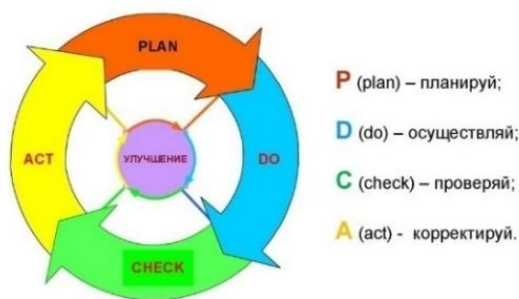 PLAN
DO
CHECK
ACT
УЛУЧШЕНИЕ
P (plan) – планируй;
D (do) – осуществляй;
C (check) – проверяй;
A (act) - корректируй.